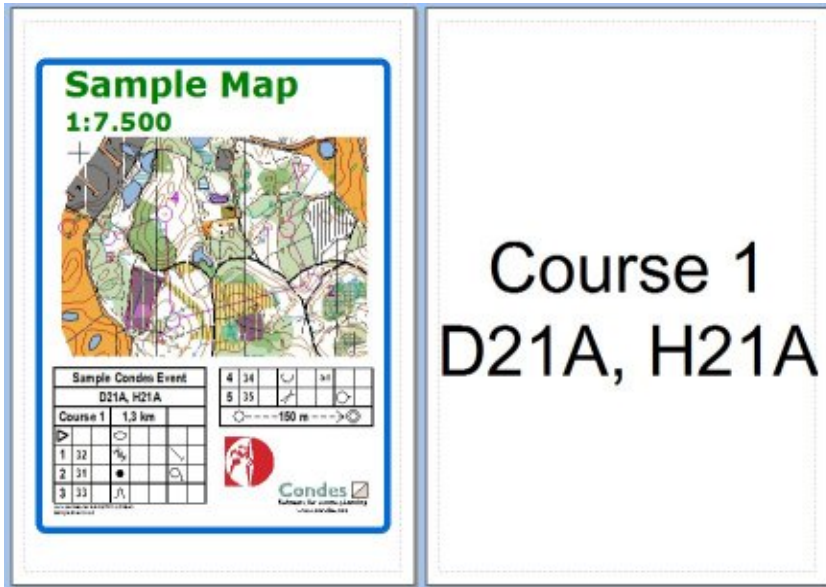 Sample Map
1:7.500
Sample Condes Event
D21A, H21A
Course 1 1,3 km
1 32
2 31
3 33
4 34
5 35
150 m
Condes
Course 1
D21A, H21A